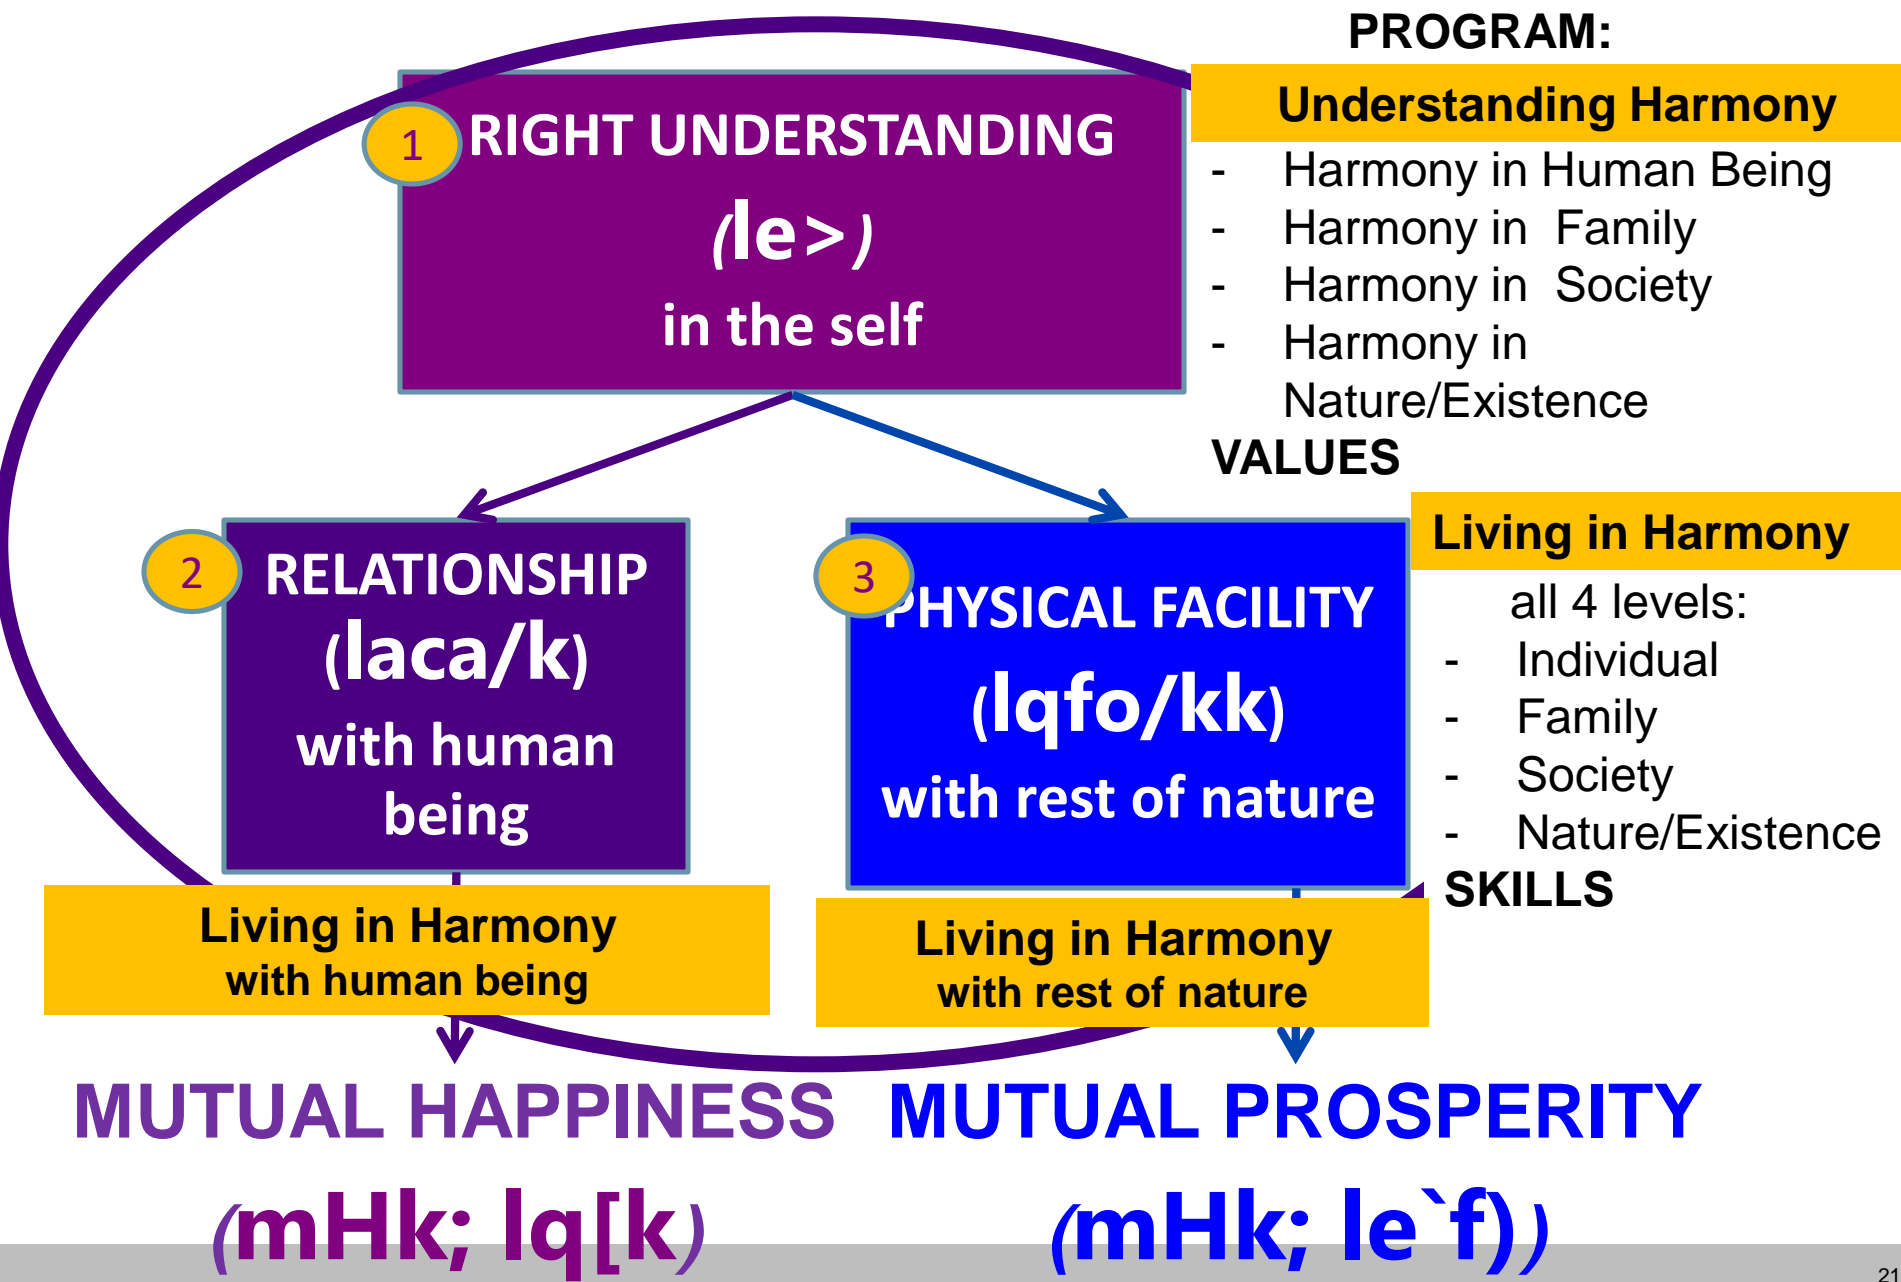 PROGRAM:
Understanding Harmony
- Harmony in Human Being
- Harmony in Family
- Harmony in Society
- Harmony in
Nature/Existence
VALUES
1
RIGHT UNDERSTANDING
(le>)
in the self
2
RELATIONSHIP
(laca/k)
with human
being
3
PHYSICAL FACILITY
(lqfo/kk)
with rest of nature
Living in Harmony
all 4 levels:
- Individual
- Family
- Society
- Nature/Existence
SKILLS
Living in Harmony
with human being
Living in Harmony
with rest of nature
MUTUAL HAPPINESS
(mHk; lq[k)
MUTUAL PROSPERITY
(mHk; le`f))
21